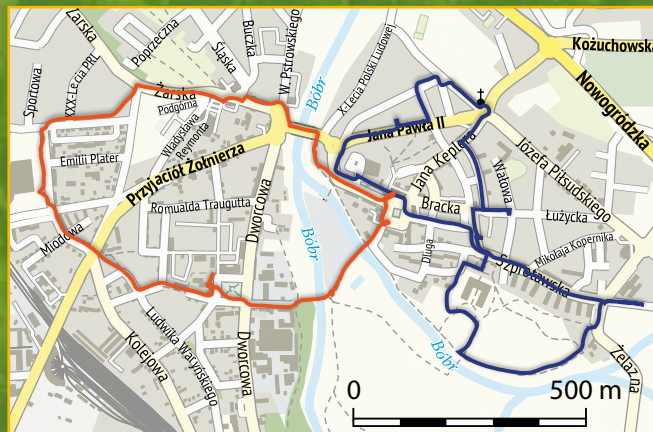 Żarska
Poprzeczna
Śląska
Buczka
W. Pstrowskiego
Bóbr
X-Lecia Polski Ludowej
Kożuchowska
Nowogródzka
Sportowa
XXX-Lecia PRL
Żarska
Podgórna
Władysława
Reymonta
Jana Pawła II
Jana Keplera
Józefa Piłsudskiego
Emilii Plater
Przyjaciół Żołnierza
Wałowa
Romualda Traugutta
Dworcowa
Bracka
Łużycka
Miodowa
Bóbr
Długa
Mikołaja Kopernika
Szprotawska
Ludwika Waryńskiego
Kolejowa
Dworcowa
Bóbr
Żelazna
0
500 m